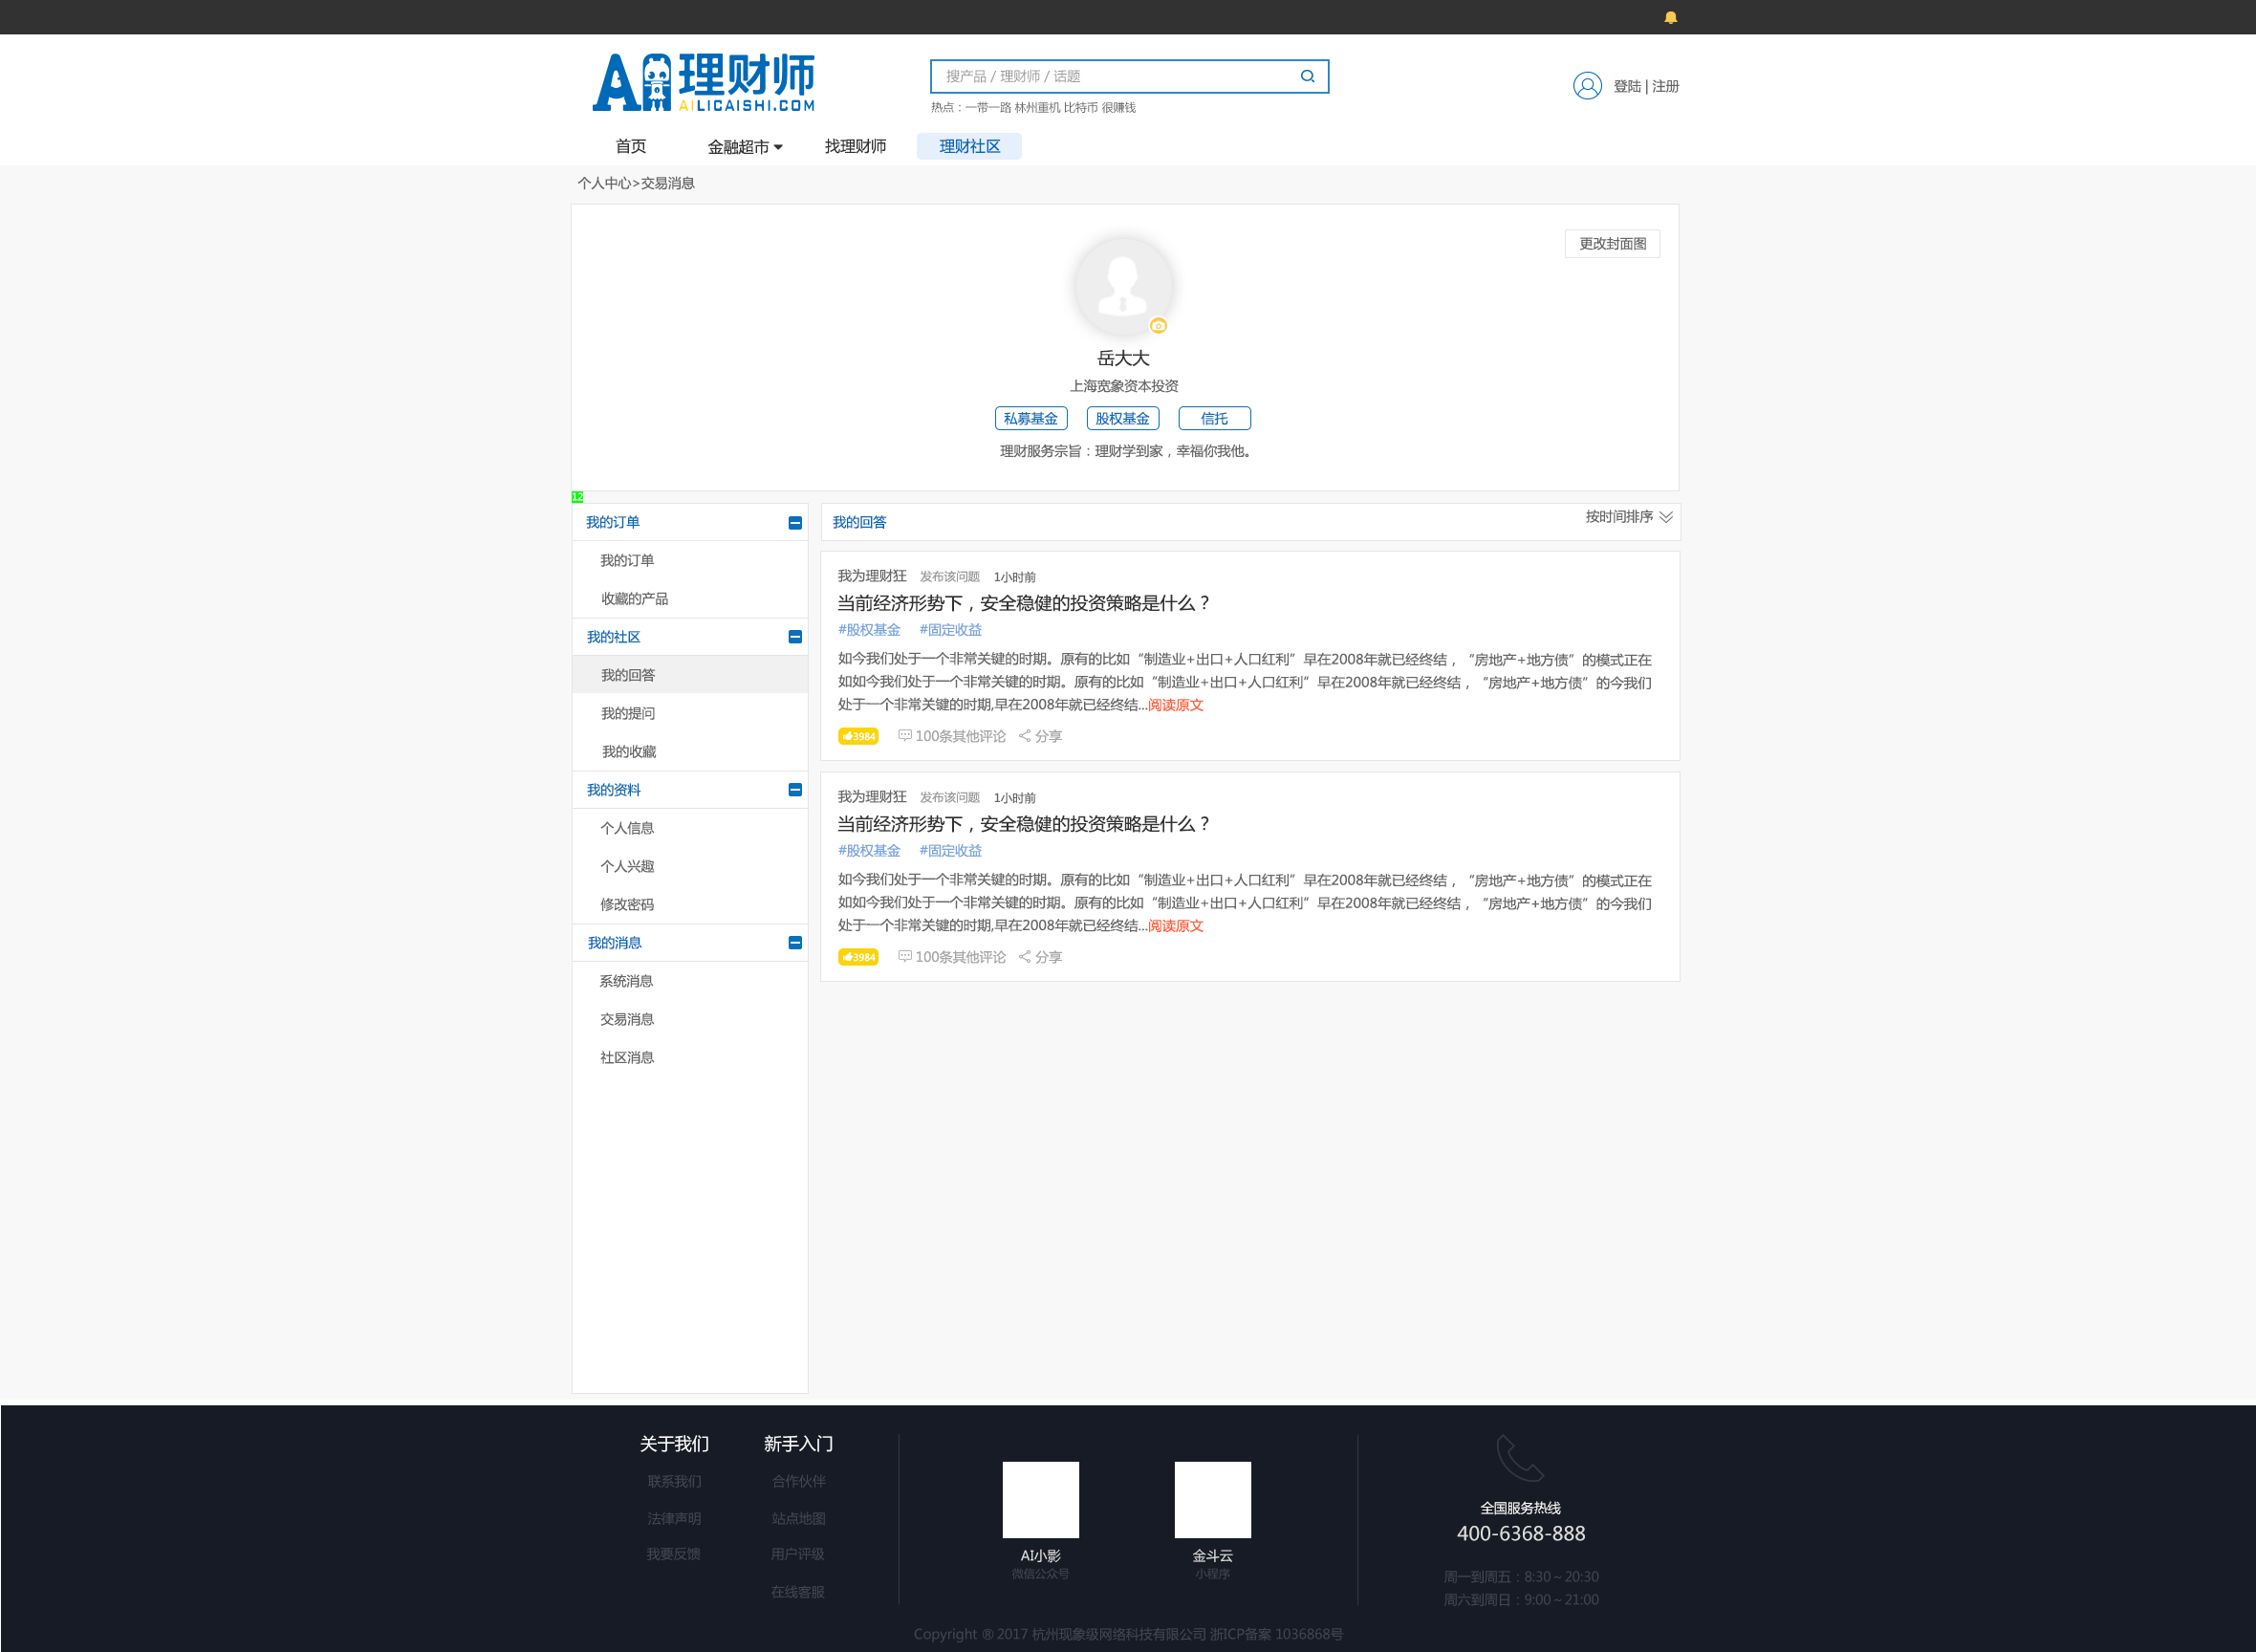 AI理财师
AILICAISHI.COM
搜产品 / 理财师 / 话题
热点：一带一路 林州重机 比特币 很赚钱
登陆 | 注册
首页 金融超市 找理财师 理财社区
个人中心>交易消息
更改封面图
岳大大
上海宽象资本投资
私募基金 股权基金 信托
理财服务宗旨：理财学到家，幸福你我他。
12
我的订单
我的订单
收藏的产品
我的社区
我的回答
我的提问
我的收藏
我的资料
个人信息
个人兴趣
修改密码
我的消息
系统消息
交易消息
社区消息
我的回答 按时间排序
我为理财狂 发布该问题 1小时前
当前经济形势下，安全稳健的投资策略是什么？
#股权基金 #固定收益
如今我们处于一个非常关键的时期。原有的比如“制造业+出口+人口红利”早在2008年就已经终结，“房地产+地方债”的模式正在
如如今我们处于一个非常关键的时期。原有的比如“制造业+出口+人口红利”早在2008年就已经终结，“房地产+地方债”的今我们
处于一个非常关键的时期,早在2008年就已经终结...阅读原文
3984 100条其他评论 分享
我为理财狂 发布该问题 1小时前
当前经济形势下，安全稳健的投资策略是什么？
#股权基金 #固定收益
如今我们处于一个非常关键的时期。原有的比如“制造业+出口+人口红利”早在2008年就已经终结，“房地产+地方债”的模式正在
如如今我们处于一个非常关键的时期。原有的比如“制造业+出口+人口红利”早在2008年就已经终结，“房地产+地方债”的今我们
处于一个非常关键的时期,早在2008年就已经终结...阅读原文
3984 100条其他评论 分享
关于我们
联系我们
法律声明
我要反馈
新手入门
合作伙伴
站点地图
用户评级
在线客服
AI小影
微信公众号
金斗云
小程序
全国服务热线
400-6368-888
周一到周五：8:30～20:30
周六到周日：9:00～21:00
Copyright ® 2017 杭州现象级网络科技有限公司 浙ICP备案 1036868号